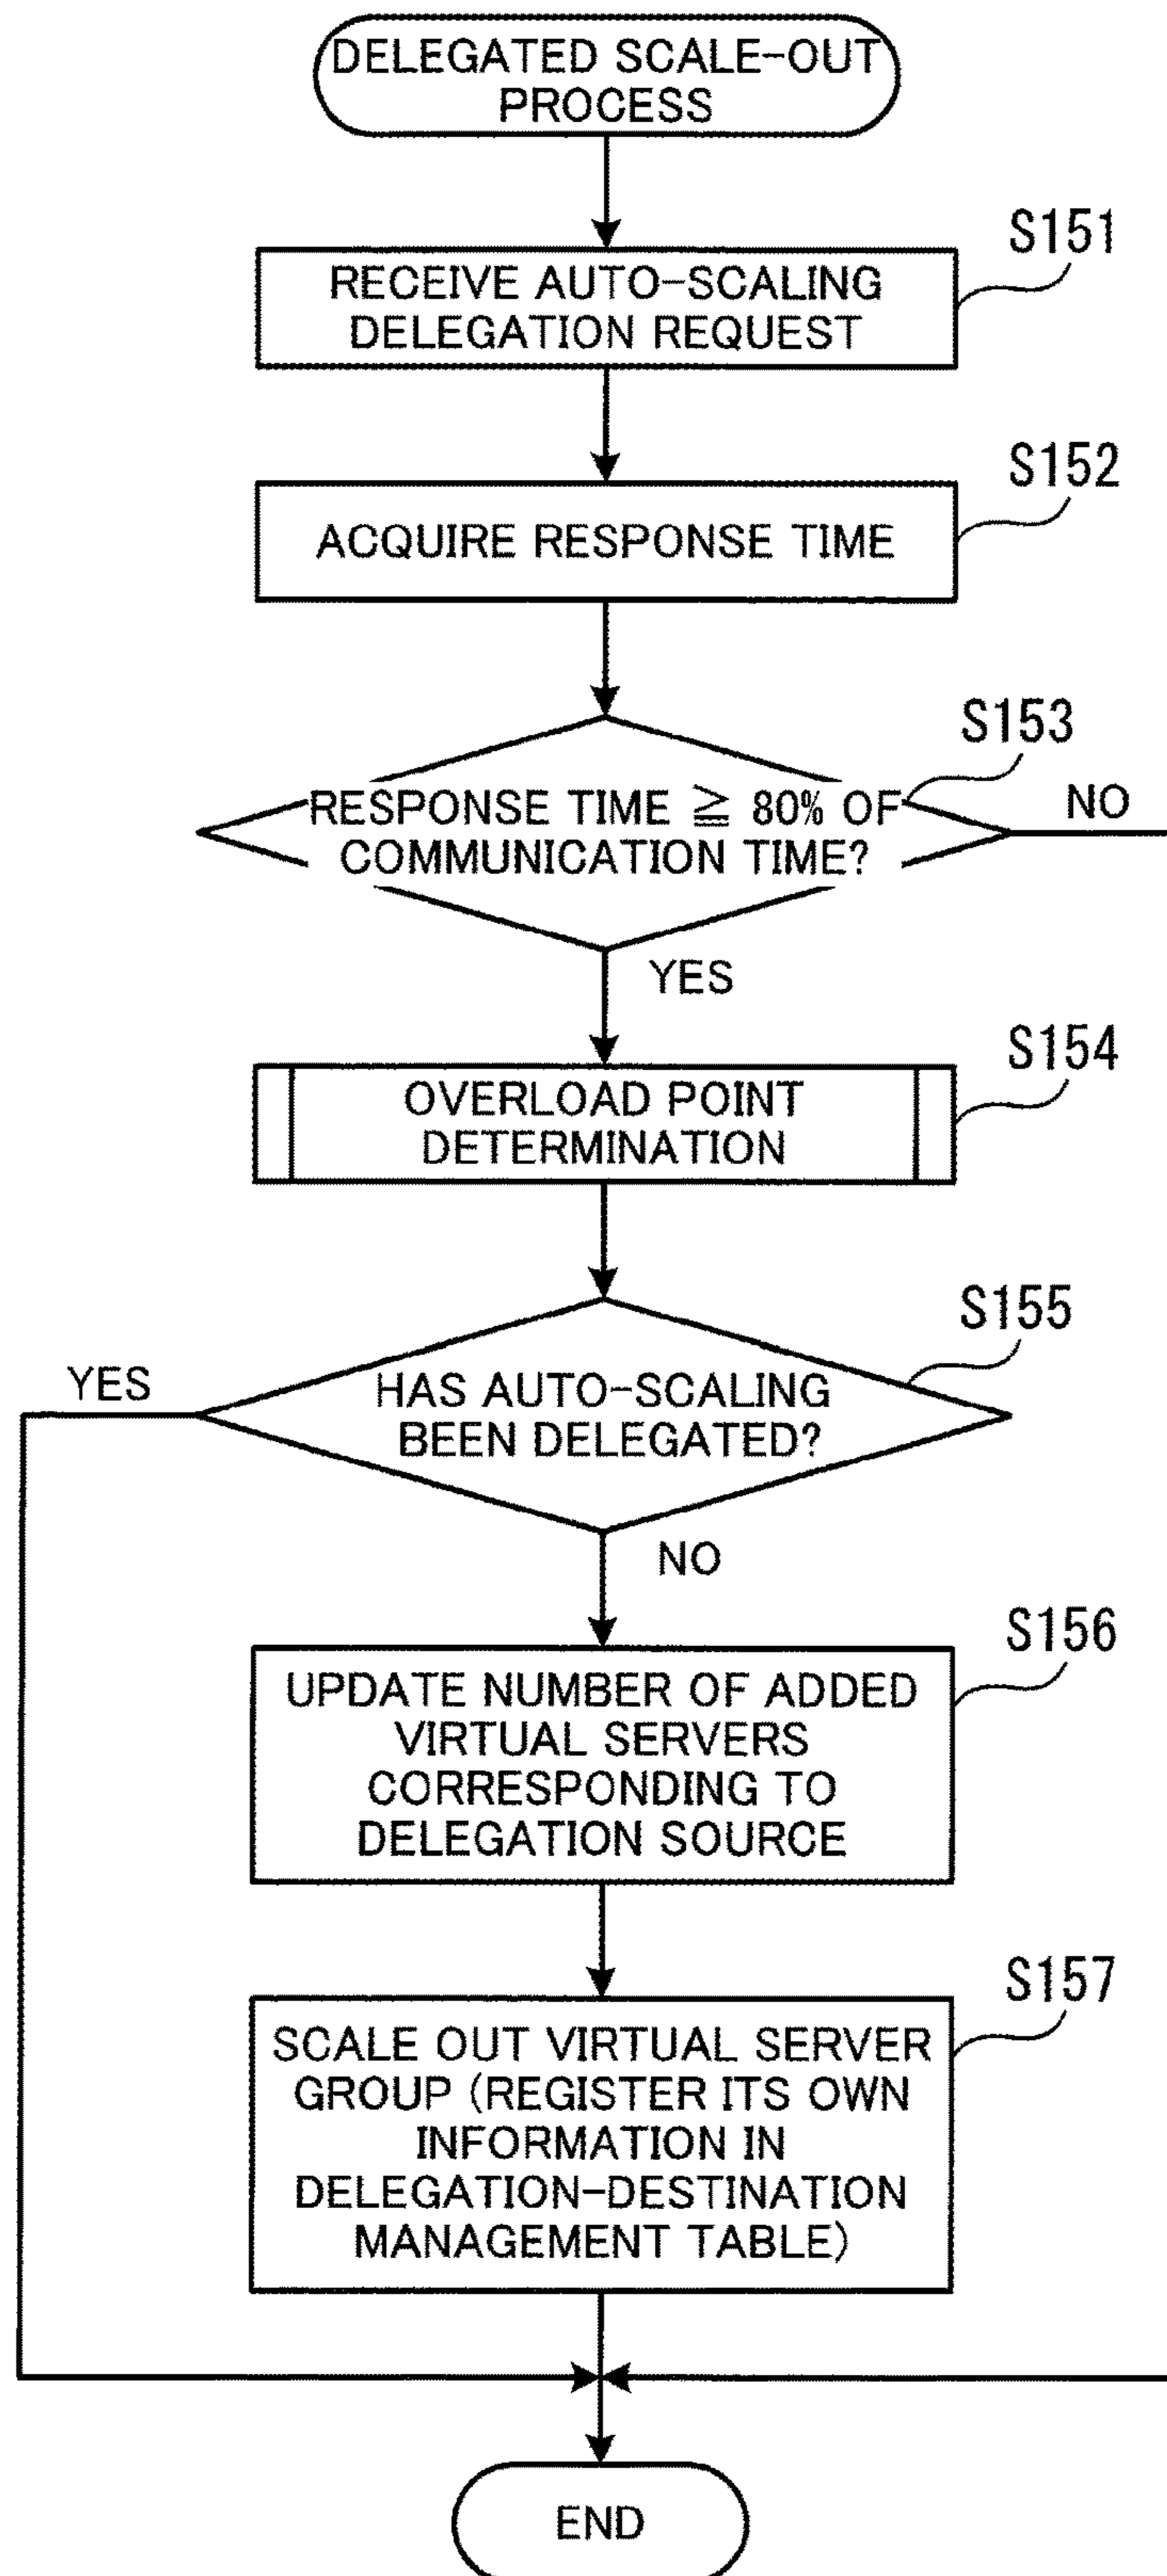 DELEGATED SCALE-OUT
PROCESS
S151
RECEIVE AUTO-SCALING
DELEGATION REQUEST
S152
ACQUIRE RESPONSE TIME
S153
RESPONSE TIME ≧ 80% OF
COMMUNICATION TIME?
NO
YES
S154
OVERLOAD POINT
DETERMINATION
S155
YES
HAS AUTO-SCALING
BEEN DELEGATED?
NO
S156
UPDATE NUMBER OF ADDED
VIRTUAL SERVERS
CORRESPONDING TO
DELEGATION SOURCE
S157
SCALE OUT VIRTUAL SERVER
GROUP (REGISTER ITS OWN
INFORMATION IN
DELEGATION-DESTINATION
MANAGEMENT TABLE)
END